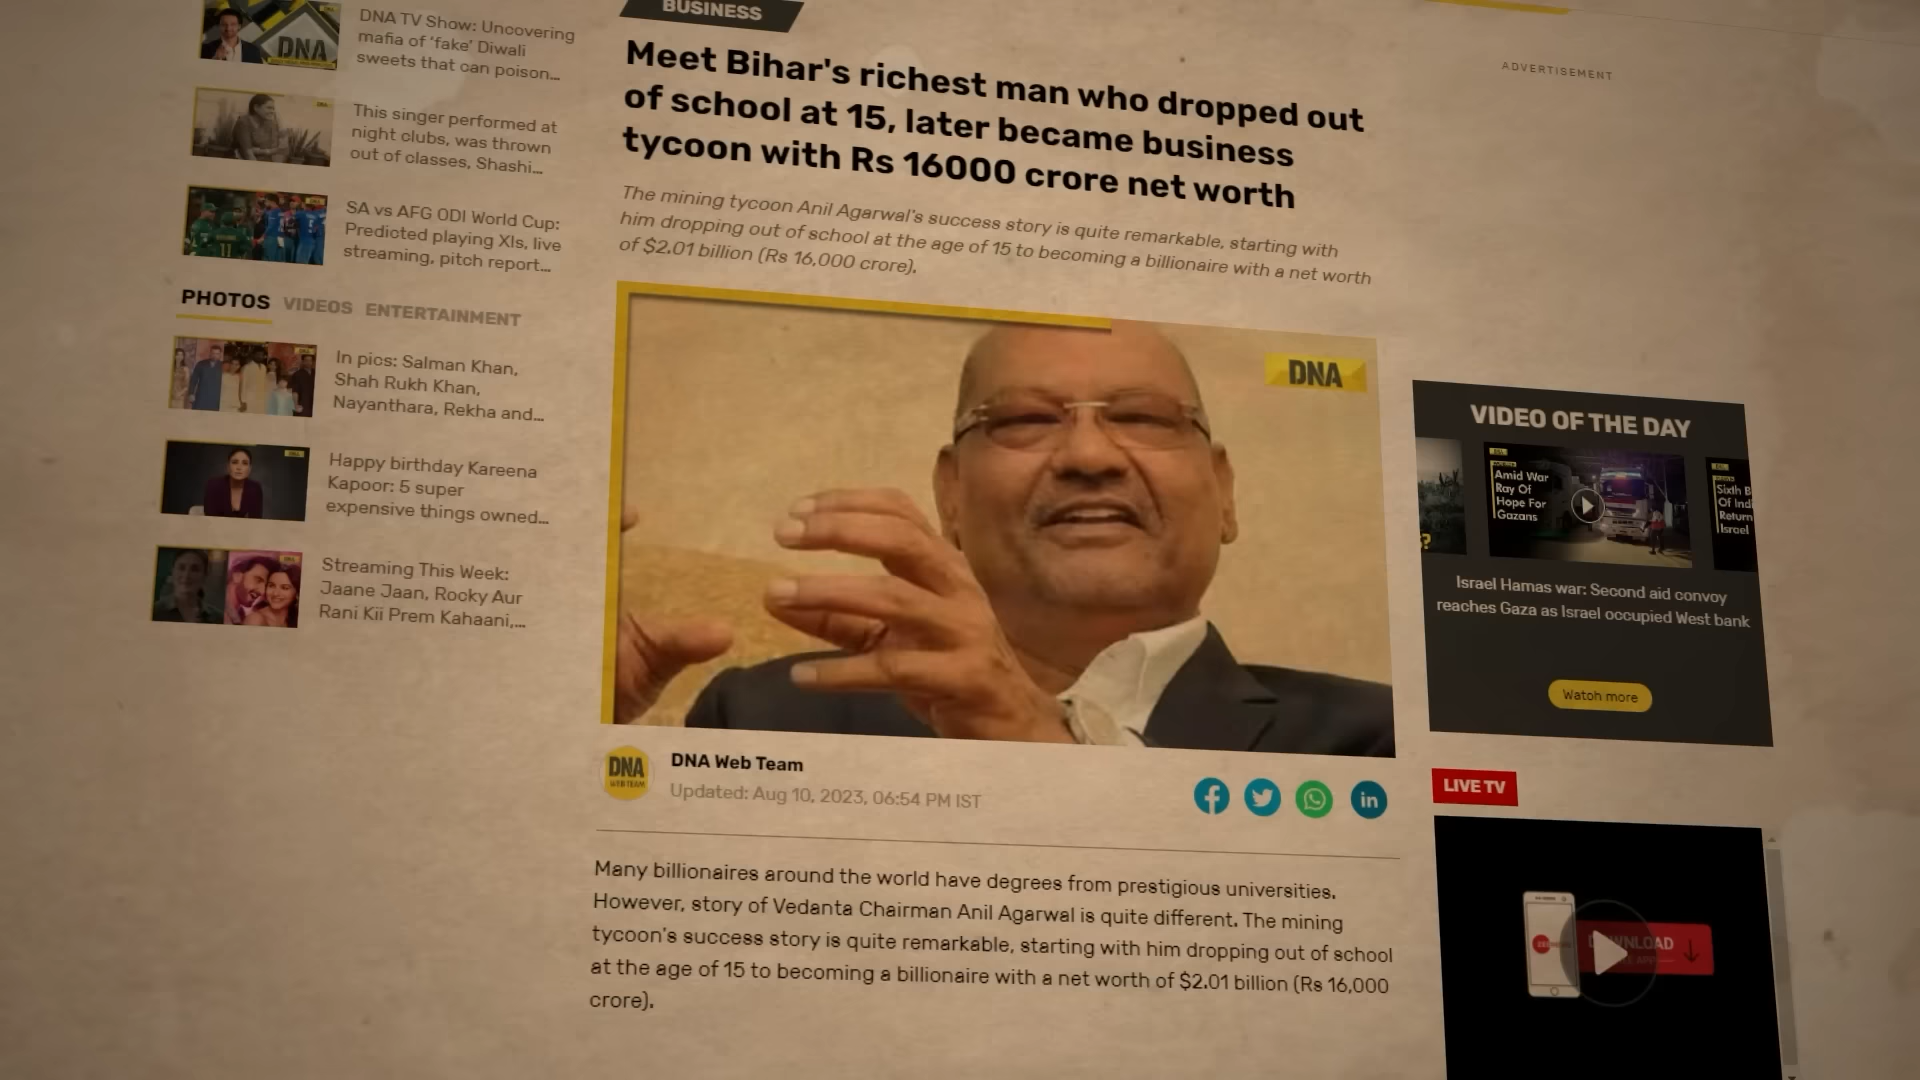 DNA TV Show: Uncovering
mafia of 'fake' Diwali
sweets that can poison...
DNA
This singer performed at
night clubs, was thrown
out of classes, Shashi...
SA vs AFG ODI World Cup:
Predicted playing XIs, live
streaming, pitch report...
PHOTOS VIDEOS ENTERTAINMENT
In pics: Salman Khan,
Shah Rukh Khan,
Nayanthara, Rekha and...
Happy birthday Kareena
Kapoor: 5 super
expensive things owned...
Streaming This Week:
Jaane Jaan, Rocky Aur
Rani Kii Prem Kahaani,...
BUSINESS
Meet Bihar's richest man who dropped out
of school at 15, later became business
tycoon with Rs 16000 crore net worth
The mining tycoon Anil Agarwal's success story is quite remarkable, starting with
him dropping out of school at the age of 15 to becoming a billionaire with a net worth
of $2.01 billion (Rs 16,000 crore).
DNA
DNA
WEB TEAM
DNA Web Team
Updated: Aug 10, 2023, 06:54 PM IST
in
Many billionaires around the world have degrees from prestigious universities.
However, story of Vedanta Chairman Anil Agarwal is quite different. The mining
tycoon's success story is quite remarkable, starting with him dropping out of school
at the age of 15 to becoming a billionaire with a net worth of $2.01 billion (Rs 16,000
crore).
ADVERTISEMENT
VIDEO OF THE DAY
?
Amid War
Ray Of
Hope For
Gazans
Sixth B
Of Indi
Return
Israel
Israel Hamas war: Second aid convoy
reaches Gaza as Israel occupied West bank
Watch more
LIVE TV
DOWNLOAD